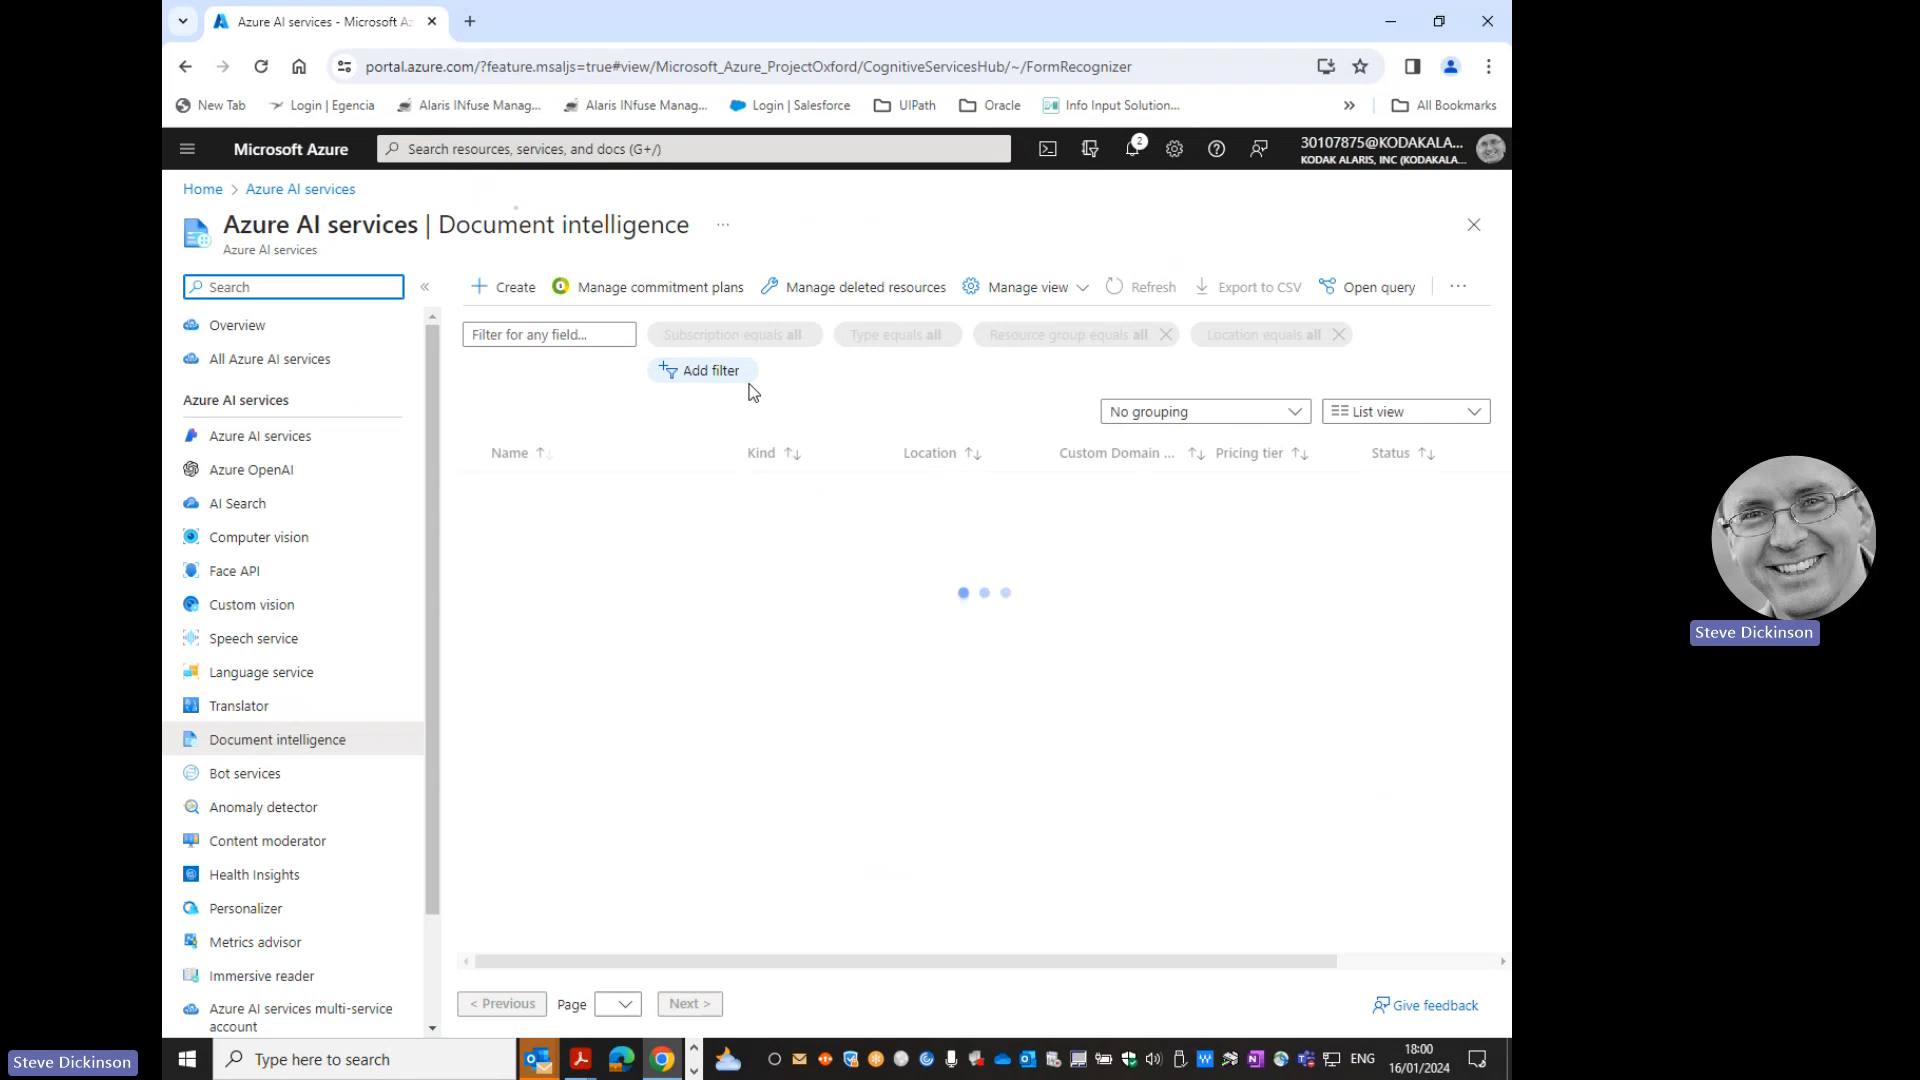 Azure AI services - Microsoft Az
portal.azure.com/?feature.msaljs=true#view/Microsoft_Azure_ProjectOxford/CognitiveServicesHub/~/FormRecognizer
New Tab
Login | Egencia
Alaris INfuse Manag...
Alaris INfuse Manag...
Login | Salesforce
UIPath
Oracle
Info Input Solution...
All Bookmarks
Microsoft Azure
Search resources, services, and docs (G+/)
2
30107875@KODAKALA...
KODAK ALARIS, INC (KODAKALA...
Home > Azure AI services
Azure AI services | Document intelligence
Azure AI services
Search
Create
Manage commitment plans
Manage deleted resources
Manage view
Refresh
Export to CSV
Open query
Filter for any field...
Subscription equals all
Type equals all
Resource group equals all
Location equals all
Add filter
No grouping
List view
Name
Kind
Location
Custom Domain ...
Pricing tier
Status
Overview
All Azure AI services
Azure AI services
Azure AI services
Azure OpenAI
AI Search
Computer vision
Face API
Custom vision
Speech service
Language service
Translator
Document intelligence
Bot services
Anomaly detector
Content moderator
Health Insights
Personalizer
Metrics advisor
Immersive reader
Azure AI services multi-service
account
< Previous
Page
Next >
Give feedback
Type here to search
ENG
18:00
16/01/2024
Steve Dickinson
Steve Dickinson